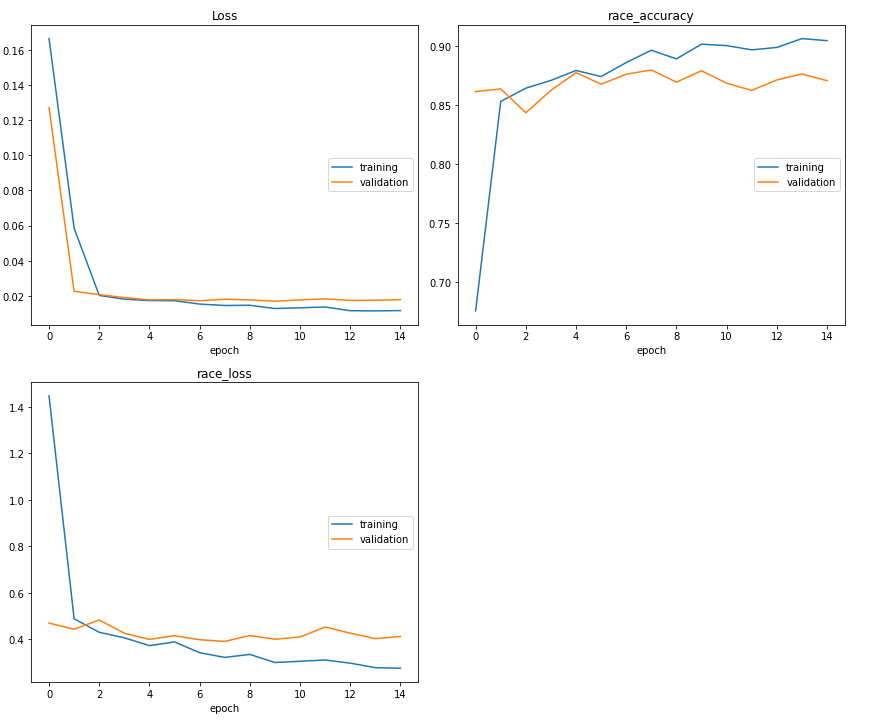 Loss
0.16
0.14
0.12
0.10
0.08
0.06
0.04
0.02
training
validation
0 2 4 6 8 10 12 14
epoch
race_accuracy
0.90
0.85
0.80
0.75
0.70
training
validation
0 2 4 6 8 10 12 14
epoch
race_loss
1.4
1.2
1.0
0.8
0.6
0.4
training
validation
0 2 4 6 8 10 12 14
epoch